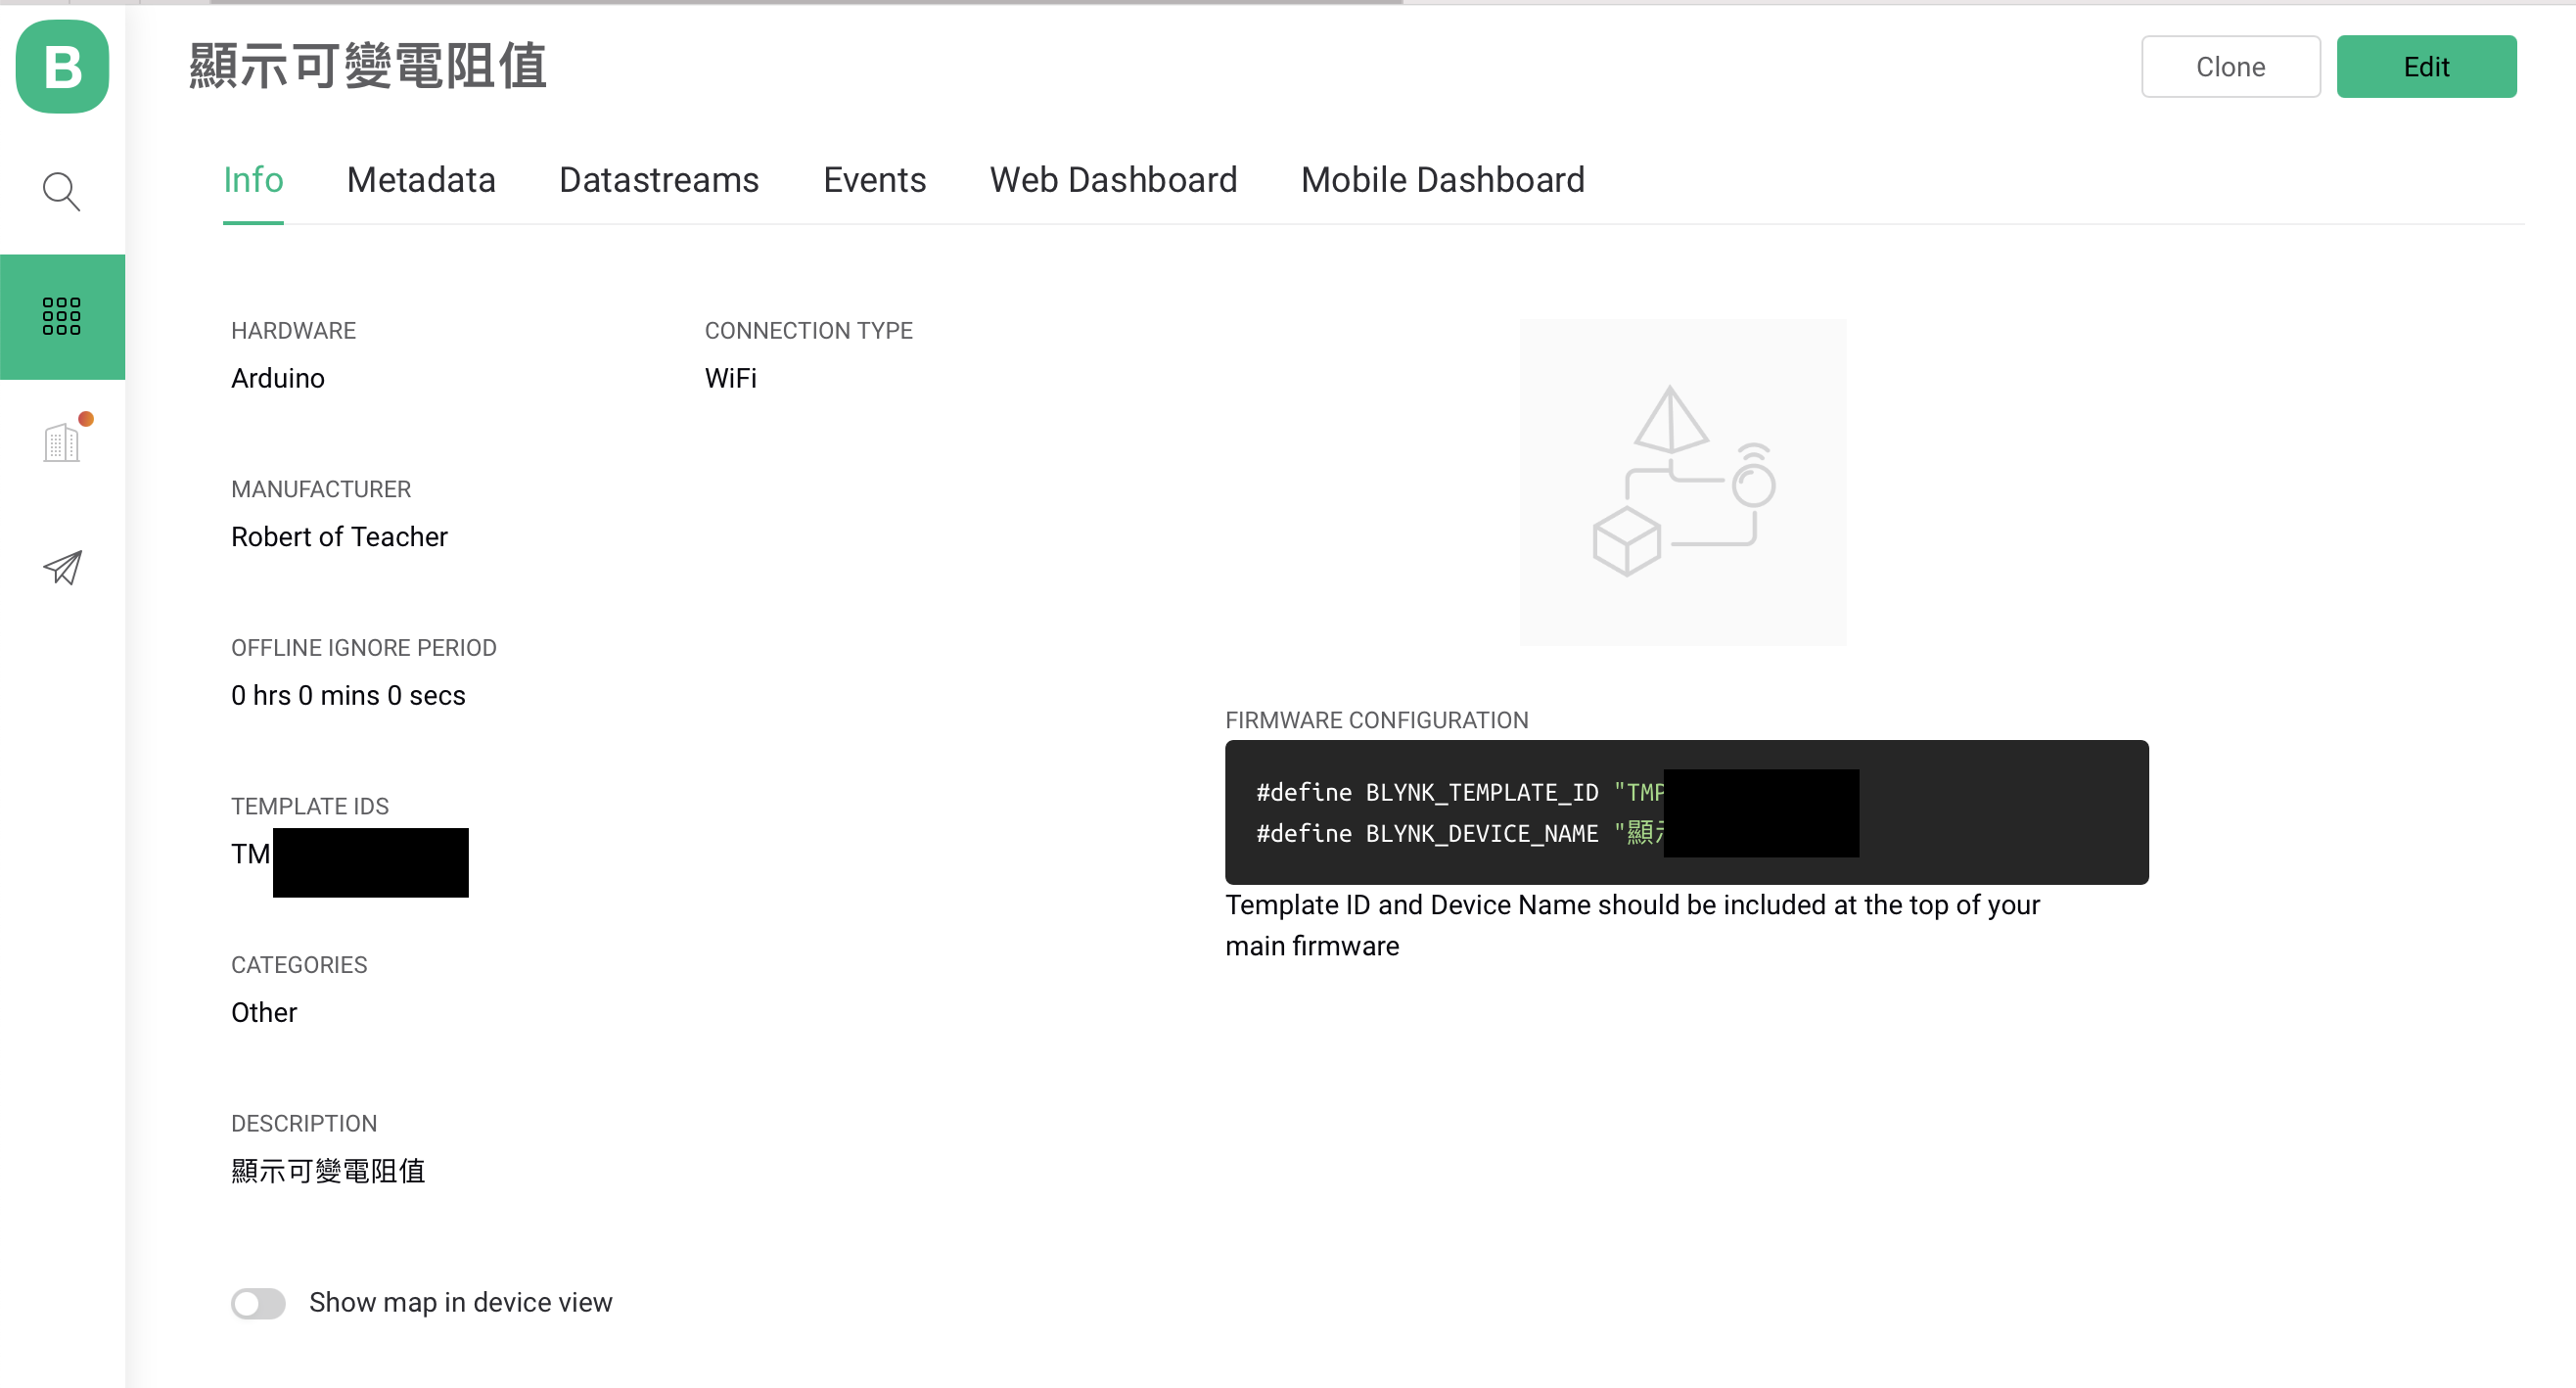 B
顯示可變電阻值
Clone
Edit
Info
Metadata
Datastreams
Events
Web Dashboard
Mobile Dashboard
HARDWARE
Arduino
CONNECTION TYPE
WiFi
MANUFACTURER
Robert of Teacher
OFFLINE IGNORE PERIOD
0 hrs 0 mins 0 secs
TEMPLATE IDS
TM
CATEGORIES
Other
DESCRIPTION
顯示可變電阻值
Show map in device view
FIRMWARE CONFIGURATION
#define BLYNK_TEMPLATE_ID "TMP
#define BLYNK_DEVICE_NAME "顯
Template ID and Device Name should be included at the top of your
main firmware